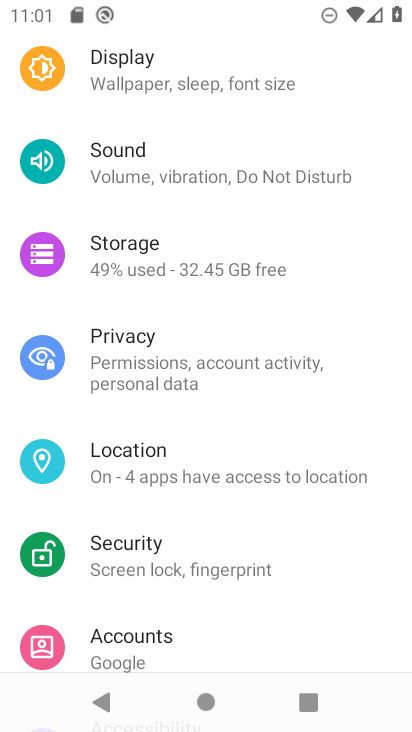 11:01
Display
Wallpaper, sleep, font size
Sound
Volume, vibration, Do Not Disturb
Storage
49% used - 32.45 GB free
Privacy
Permissions, account activity,
personal data
Location
On - 4 apps have access to location
Security
Screen lock, fingerprint
Accounts
Google
Accessibility